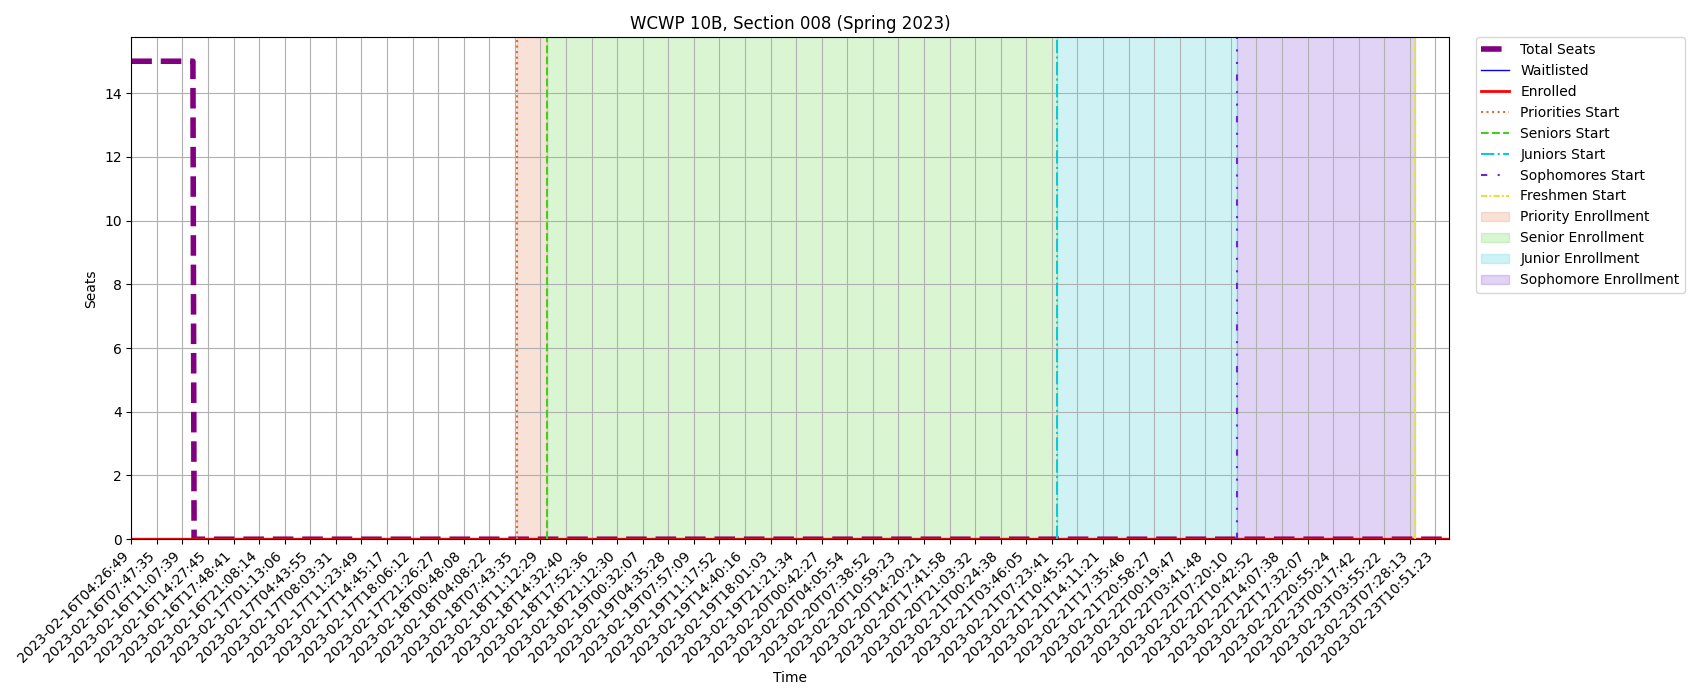 WCWP 10B, Section 008 (Spring 2023)
Seats
14
12
10
8
6
4
2
0
2023-02-16T04:26:49
2023-02-16T07:47:35
2023-02-16T11:07:39
2023-02-16T14:27:45
2023-02-16T17:48:41
2023-02-16T21:08:14
2023-02-17T01:13:06
2023-02-17T04:43:55
2023-02-17T08:03:31
2023-02-17T11:23:49
2023-02-17T14:45:17
2023-02-17T18:06:12
2023-02-17T21:26:27
2023-02-18T00:48:08
2023-02-18T04:08:22
2023-02-18T07:43:35
2023-02-18T11:12:29
2023-02-18T14:32:40
2023-02-18T17:52:36
2023-02-18T21:12:30
2023-02-19T00:32:07
2023-02-19T04:35:28
2023-02-19T07:57:09
2023-02-19T11:17:52
2023-02-19T14:40:16
2023-02-19T18:01:03
2023-02-19T21:21:34
2023-02-20T00:42:27
2023-02-20T04:05:54
2023-02-20T07:38:52
2023-02-20T10:59:23
2023-02-20T14:20:21
2023-02-20T17:41:58
2023-02-20T21:03:32
2023-02-21T00:24:38
2023-02-21T03:46:05
2023-02-21T07:23:41
2023-02-21T10:45:52
2023-02-21T14:11:21
2023-02-21T17:35:46
2023-02-21T20:58:27
2023-02-22T00:19:47
2023-02-22T03:41:48
2023-02-22T07:20:10
2023-02-22T10:42:52
2023-02-22T14:07:38
2023-02-22T17:32:07
2023-02-22T20:55:24
2023-02-23T00:17:42
2023-02-23T03:55:22
2023-02-23T07:28:13
2023-02-23T10:51:23
Time
Total Seats
Waitlisted
Enrolled
Priorities Start
Seniors Start
Juniors Start
Sophomores Start
Freshmen Start
Priority Enrollment
Senior Enrollment
Junior Enrollment
Sophomore Enrollment